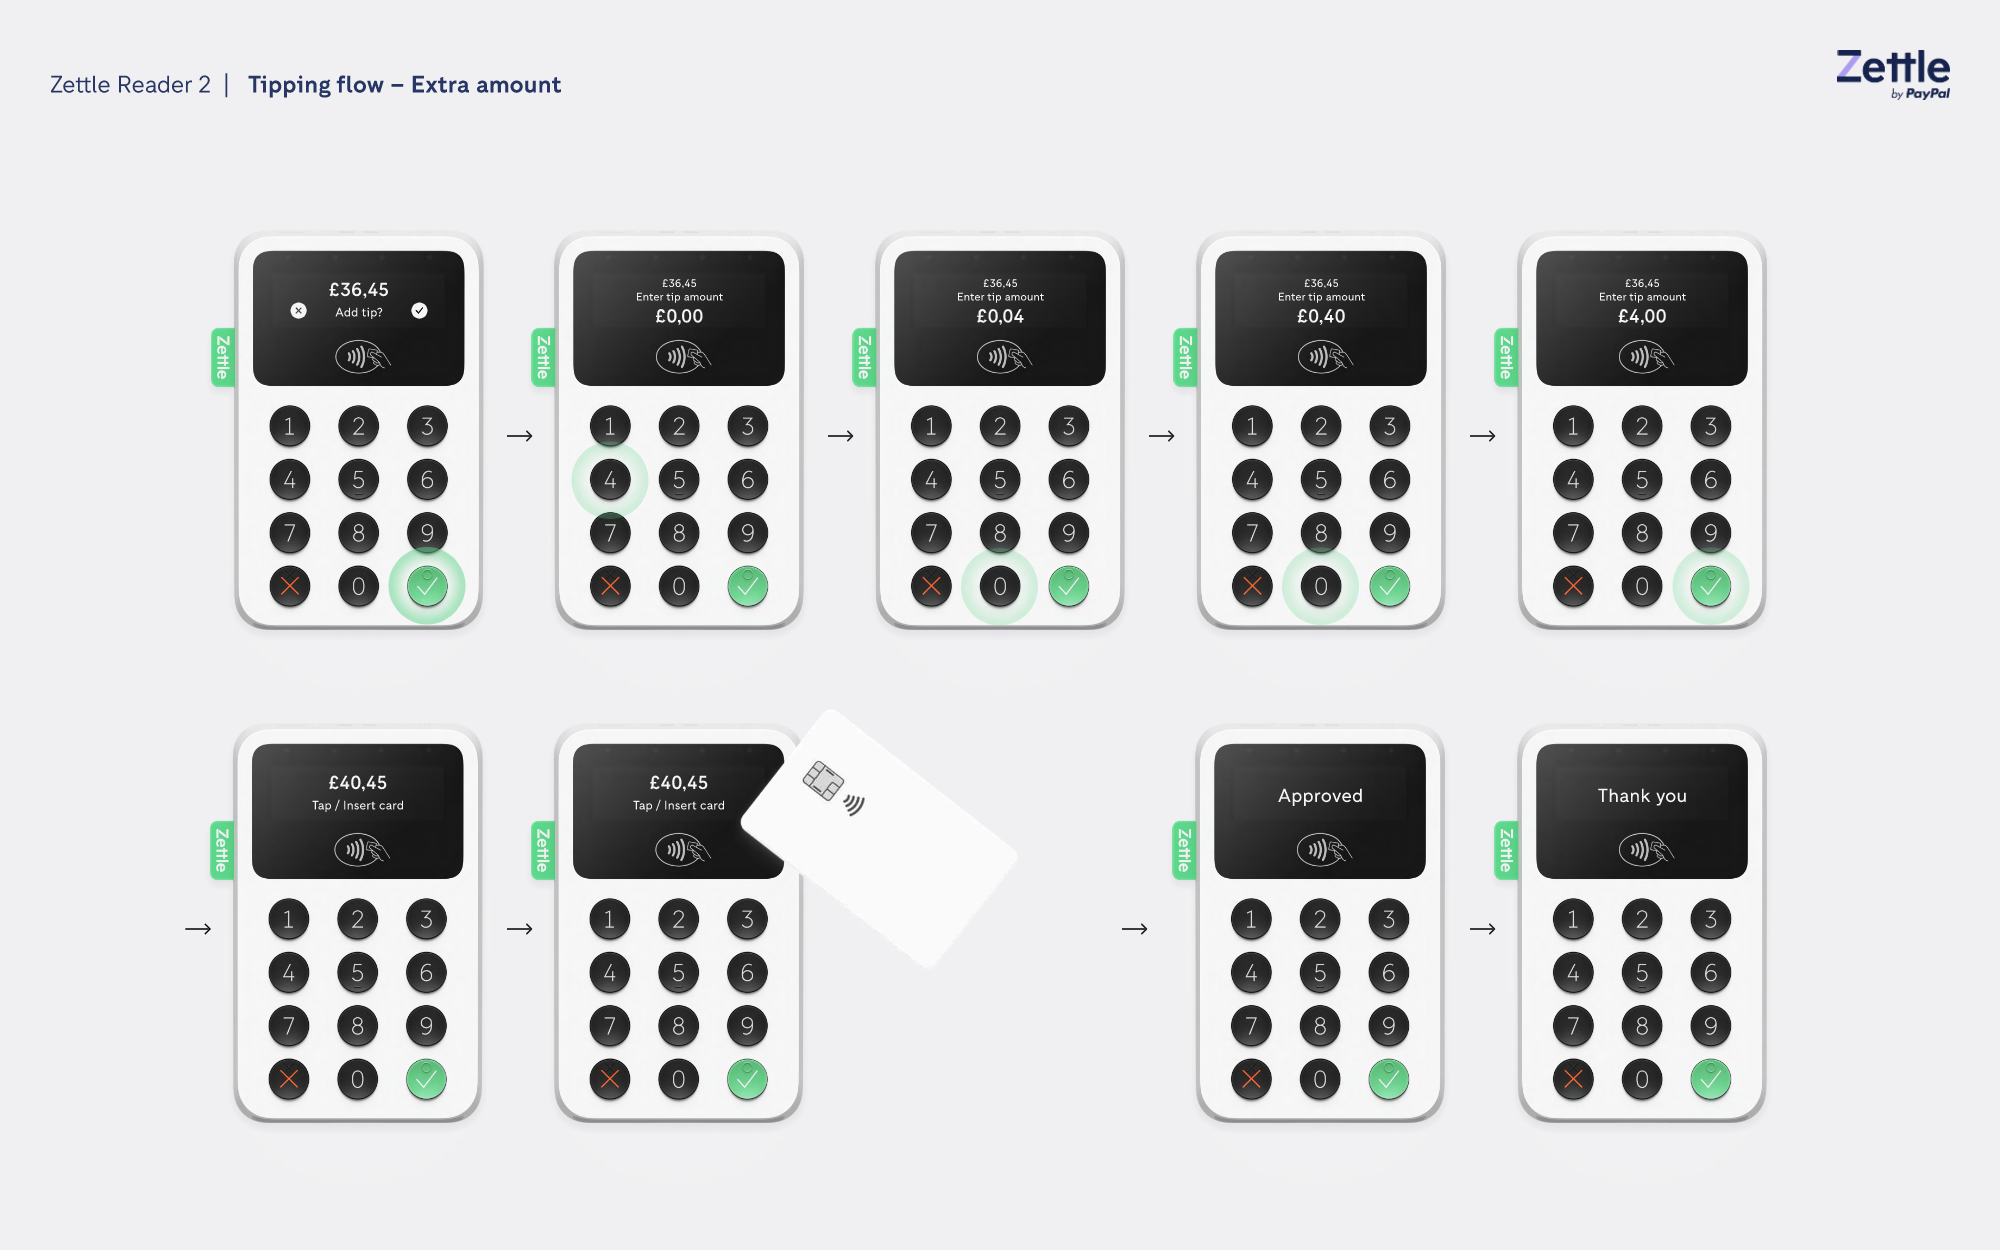 Zettle Reader 2 | Tipping flow – Extra amount
Zettle
by PayPal
£36,45
Add tip?
Zettle
1 2 3
4 5 6
7 8 9
0
£36,45
Enter tip amount
£0,00
Zettle
1 2 3
4 5 6
7 8 9
0
£36,45
Enter tip amount
£0,04
Zettle
1 2 3
4 5 6
7 8 9
0
£36,45
Enter tip amount
£0,40
Zettle
1 2 3
4 5 6
7 8 9
0
£36,45
Enter tip amount
£4,00
Zettle
1 2 3
4 5 6
7 8 9
0
£40,45
Tap / Insert card
Zettle
1 2 3
4 5 6
7 8 9
0
£40,45
Tap / Insert card
Zettle
1 2 3
4 5 6
7 8 9
0
Approved
Zettle
1 2 3
4 5 6
7 8 9
0
Thank you
Zettle
1 2 3
4 5 6
7 8 9
0